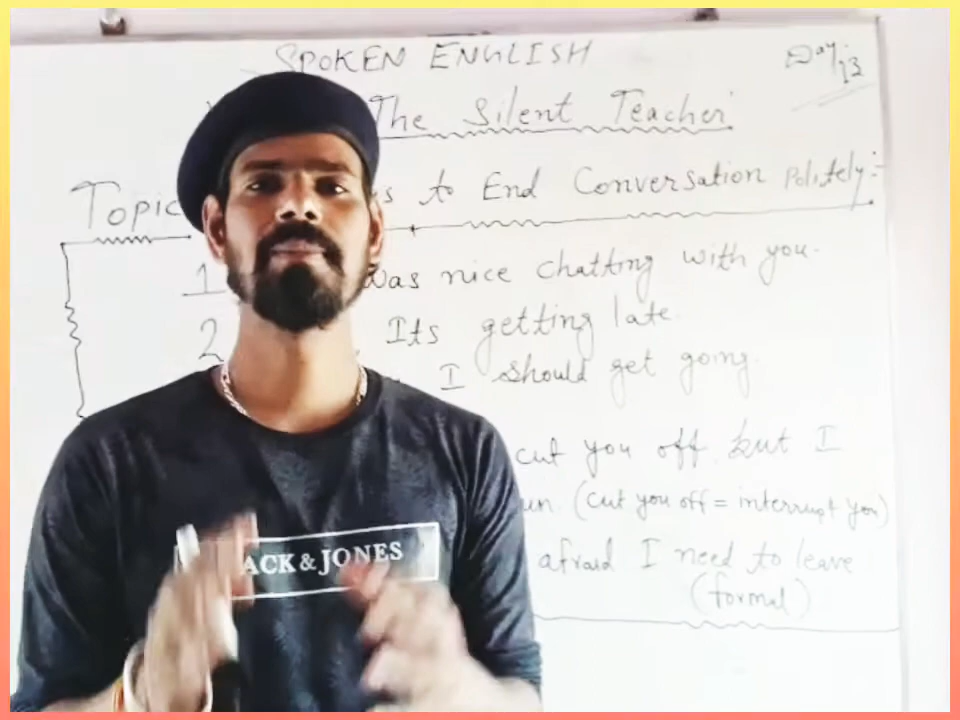 SPOKEN ENGLISH
Day 13
The Silent Teacher
Topic s to End Conversation Politely:-
1 was nice chatting with you.
2 Its getting late.
I should get going.
cut you off but I
un. (cut you off = interrupt you)
afraid I need to leave
(formal)
ACK & JONES